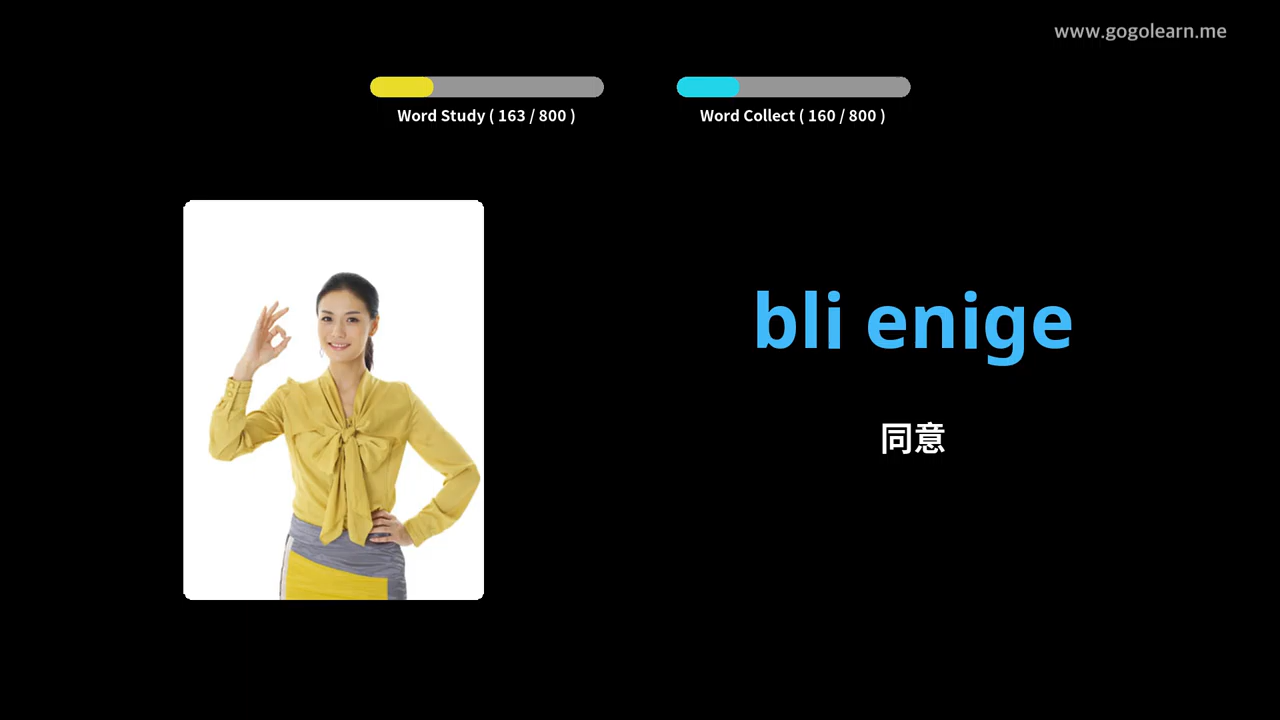 www.gogolearn.me
Word Study ( 163 / 800 )
Word Collect ( 160 / 800 )
bli enige
同意